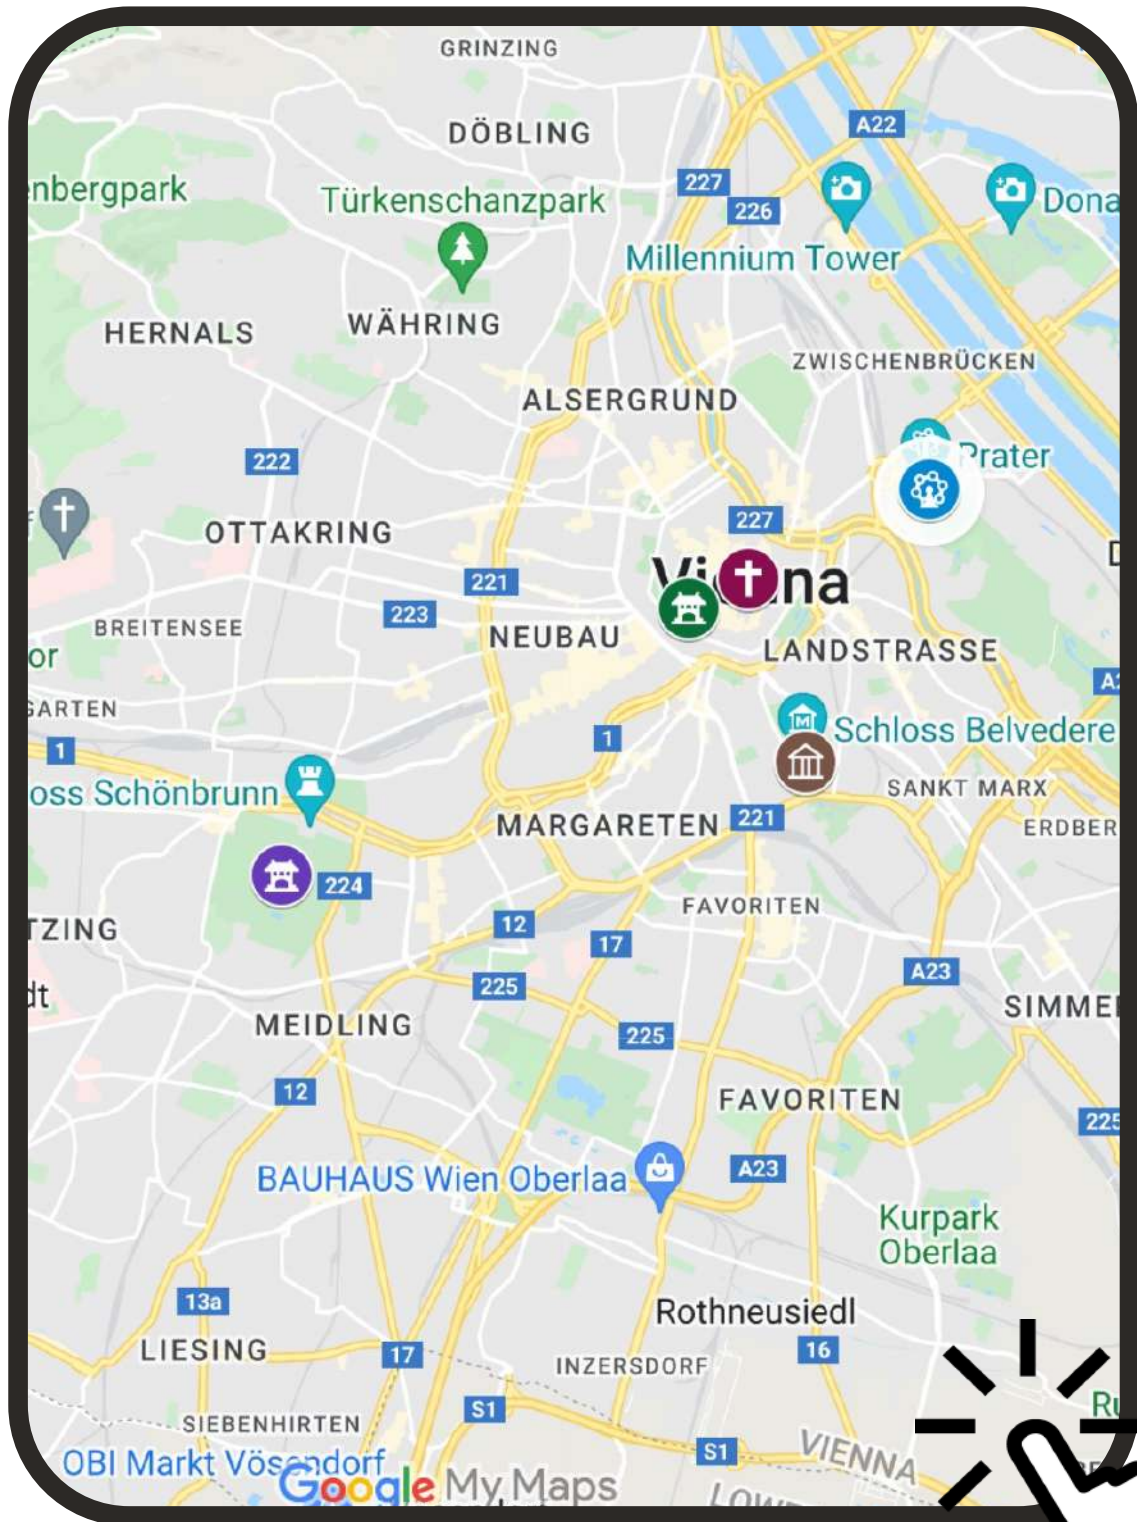 GRINZING
DÖBLING
A22
enbergpark
Türkenschanzpark
227
226
Dona
Millennium Tower
HERNALS
WÄHRING
ZWISCHENBRÜCKEN
ALSERGRUND
222
Prater
OTTAKRING
227
221
223
BREITENSEE
NEUBAU
LANDSTRASSE
or
GARTEN
1
1
Schloss Belvedere
oss Schönbrunn
SANKT MARX
MARGARETEN
221
ERDBER
224
TZING
12
FAVORITEN
17
A23
dt
225
SIMME
MEIDLING
225
12
FAVORITEN
225
BAUHAUS Wien Oberlaa
A23
Kurpark
Oberlaa
13a
Rothneusiedl
LIESING
17
INZERSDORF
16
S1
SIEBENHIRTEN
OBI Markt Vösendorf
S1
VIENNA
Google My Maps